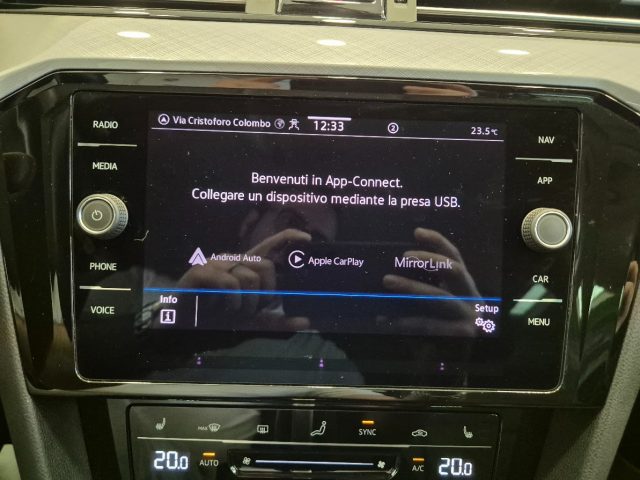 RADIO
MEDIA
PHONE
VOICE
Via Cristoforo Colombo
12:33
2
23.5°C
Benvenuti in App-Connect.
Collegare un dispositivo mediante la presa USB.
Android Auto
Apple CarPlay
MirrorLink
Info
Setup
NAV
APP
CAR
MENU
MAX
SYNC
20.0
AUTO
A/C
20.0